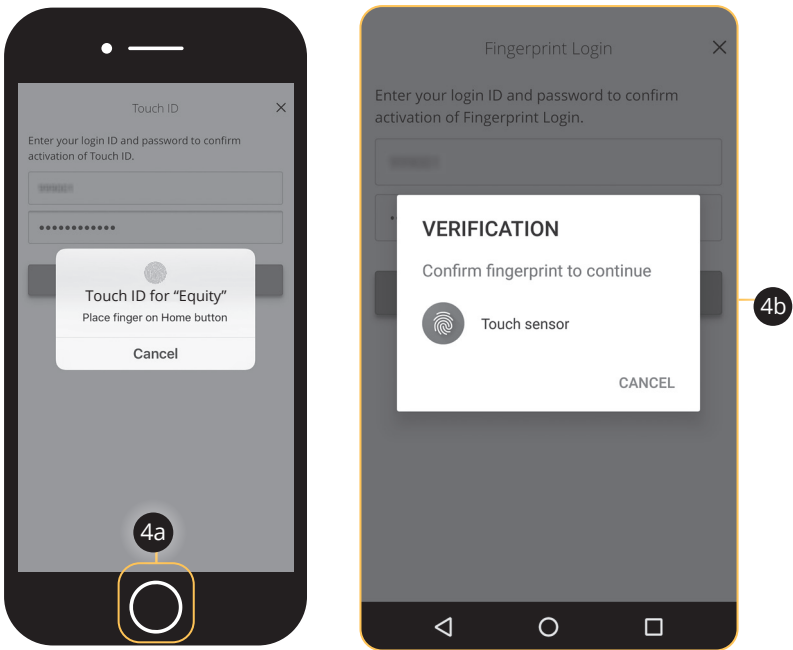 Touch ID
Enter your login ID and password to confirm
activation of Touch ID.
Touch ID for “Equity”
Place finger on Home button
Cancel
4a
Fingerprint Login
Enter your login ID and password to confirm
activation of Fingerprint Login.
VERIFICATION
Confirm fingerprint to continue
Touch sensor
CANCEL
4b